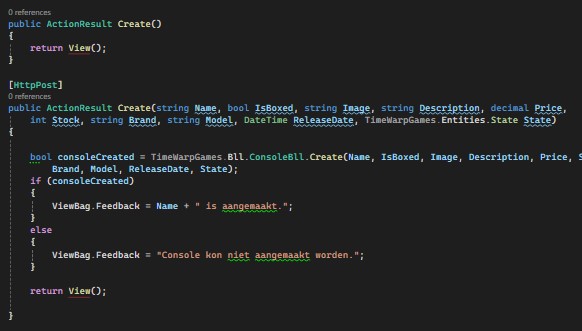 0 references
public ActionResult Create()
{
return View();
}
[HttpPost]
0 references
public ActionResult Create(string Name, bool IsBoxed, string Image, string Description, decimal Price,
int Stock, string Brand, string Model, DateTime ReleaseDate, TimeWarpGames.Entities.State State)
{
bool consoleCreated = TimeWarpGames.Bll.ConsoleBll.Create(Name, IsBoxed, Image, Description, Price, S
Brand, Model, ReleaseDate, State);
if (consoleCreated)
{
ViewBag.Feedback = Name + " is aangemaakt.";
}
else
{
ViewBag.Feedback = "Console kon niet aangemaakt worden.";
}
return View();
}